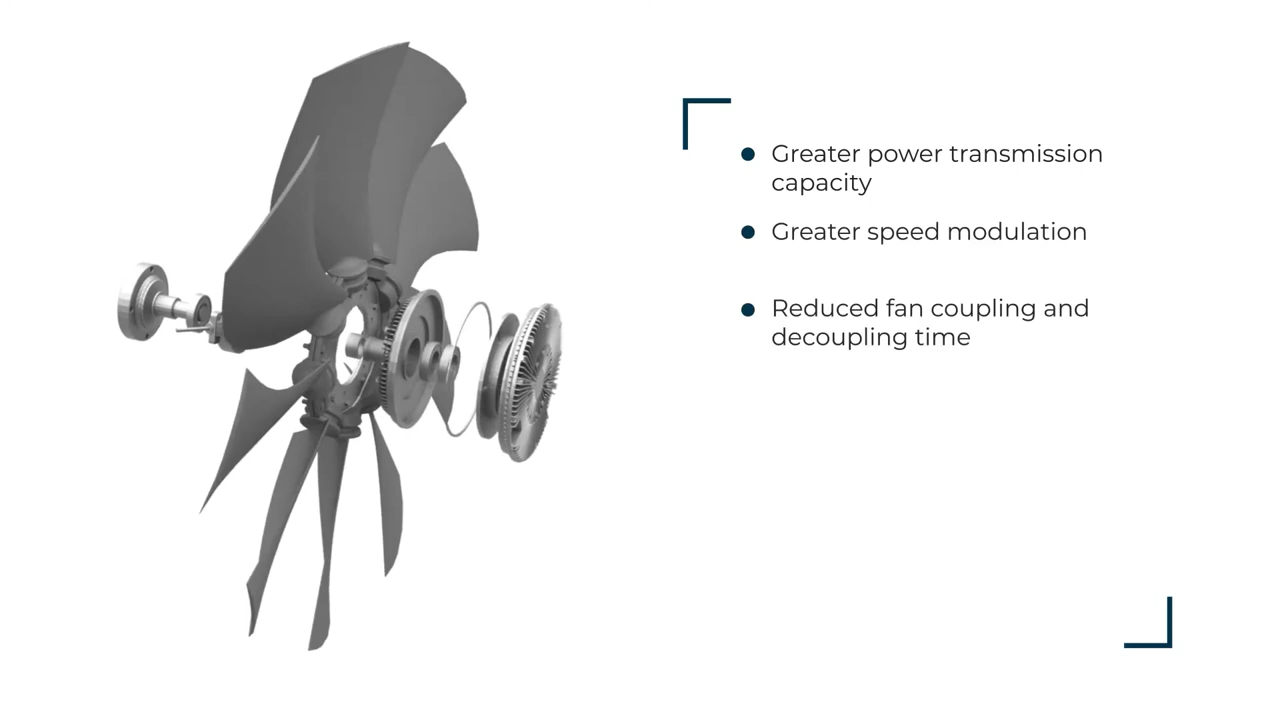 Greater power transmission
capacity
Greater speed modulation
Reduced fan coupling and
decoupling time